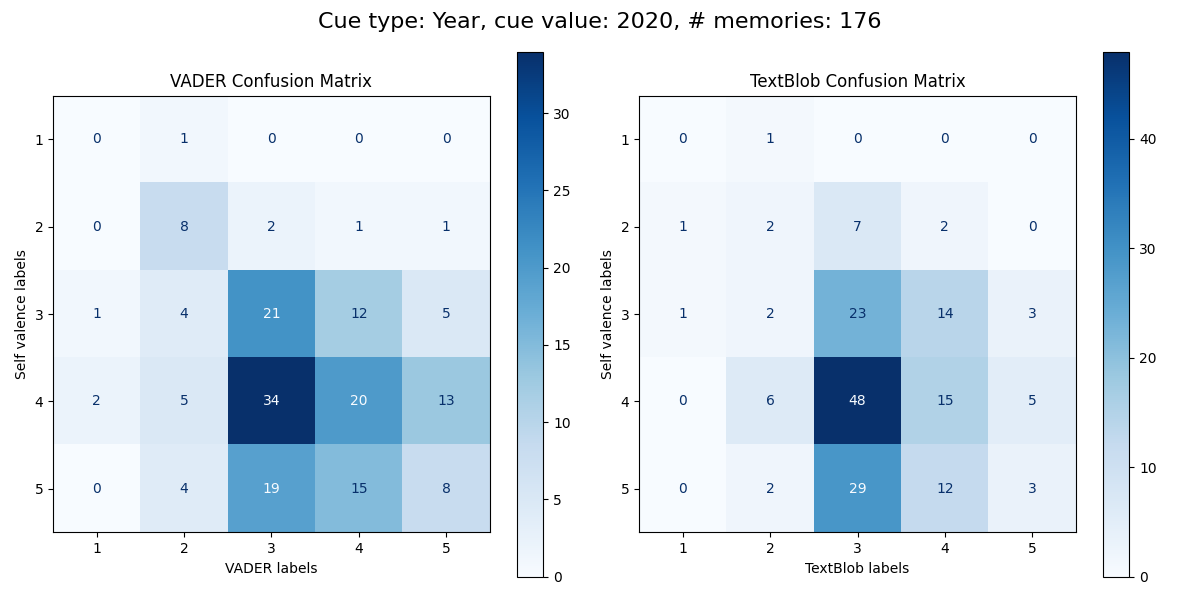 Cue type: Year, cue value: 2020, # memories: 176
VADER Confusion Matrix
Self valence labels
1 0 1 0 0 0
2 0 8 2 1 1
3 1 4 21 12 5
4 2 5 34 20 13
5 0 4 19 15 8
1 2 3 4 5
VADER labels
30
25
20
15
10
5
0
TextBlob Confusion Matrix
Self valence labels
1 0 1 0 0 0
2 1 2 7 2 0
3 1 2 23 14 3
4 0 6 48 15 5
5 0 2 29 12 3
1 2 3 4 5
TextBlob labels
40
30
20
10
0